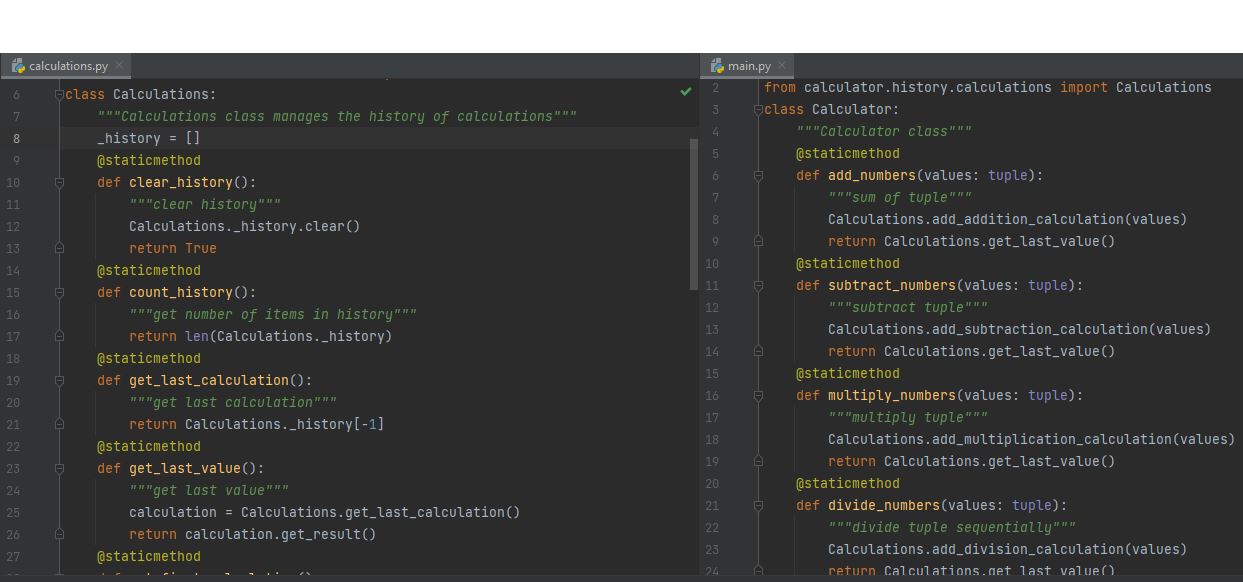 calculations.py
6 class Calculations:
7 """Calculations class manages the history of calculations"""
8 _history = []
9 @staticmethod
10 def clear_history():
11 """clear history"""
12 Calculations._history.clear()
13 return True
14 @staticmethod
15 def count_history():
16 """get number of items in history"""
17 return len(Calculations._history)
18 @staticmethod
19 def get_last_calculation():
20 """get last calculation"""
21 return Calculations._history[-1]
22 @staticmethod
23 def get_last_value():
24 """get last value"""
25 calculation = Calculations.get_last_calculation()
26 return calculation.get_result()
27 @staticmethod
main.py
2 from calculator.history.calculations import Calculations
3 class Calculator:
4 """Calculator class"""
5 @staticmethod
6 def add_numbers(values: tuple):
7 """sum of tuple"""
8 Calculations.add_addition_calculation(values)
9 return Calculations.get_last_value()
10 @staticmethod
11 def subtract_numbers(values: tuple):
12 """subtract tuple"""
13 Calculations.add_subtraction_calculation(values)
14 return Calculations.get_last_value()
15 @staticmethod
16 def multiply_numbers(values: tuple):
17 """multiply tuple"""
18 Calculations.add_multiplication_calculation(values)
19 return Calculations.get_last_value()
20 @staticmethod
21 def divide_numbers(values: tuple):
22 """divide tuple sequentially"""
23 Calculations.add_division_calculation(values)
24 return Calculations.get_last_value()